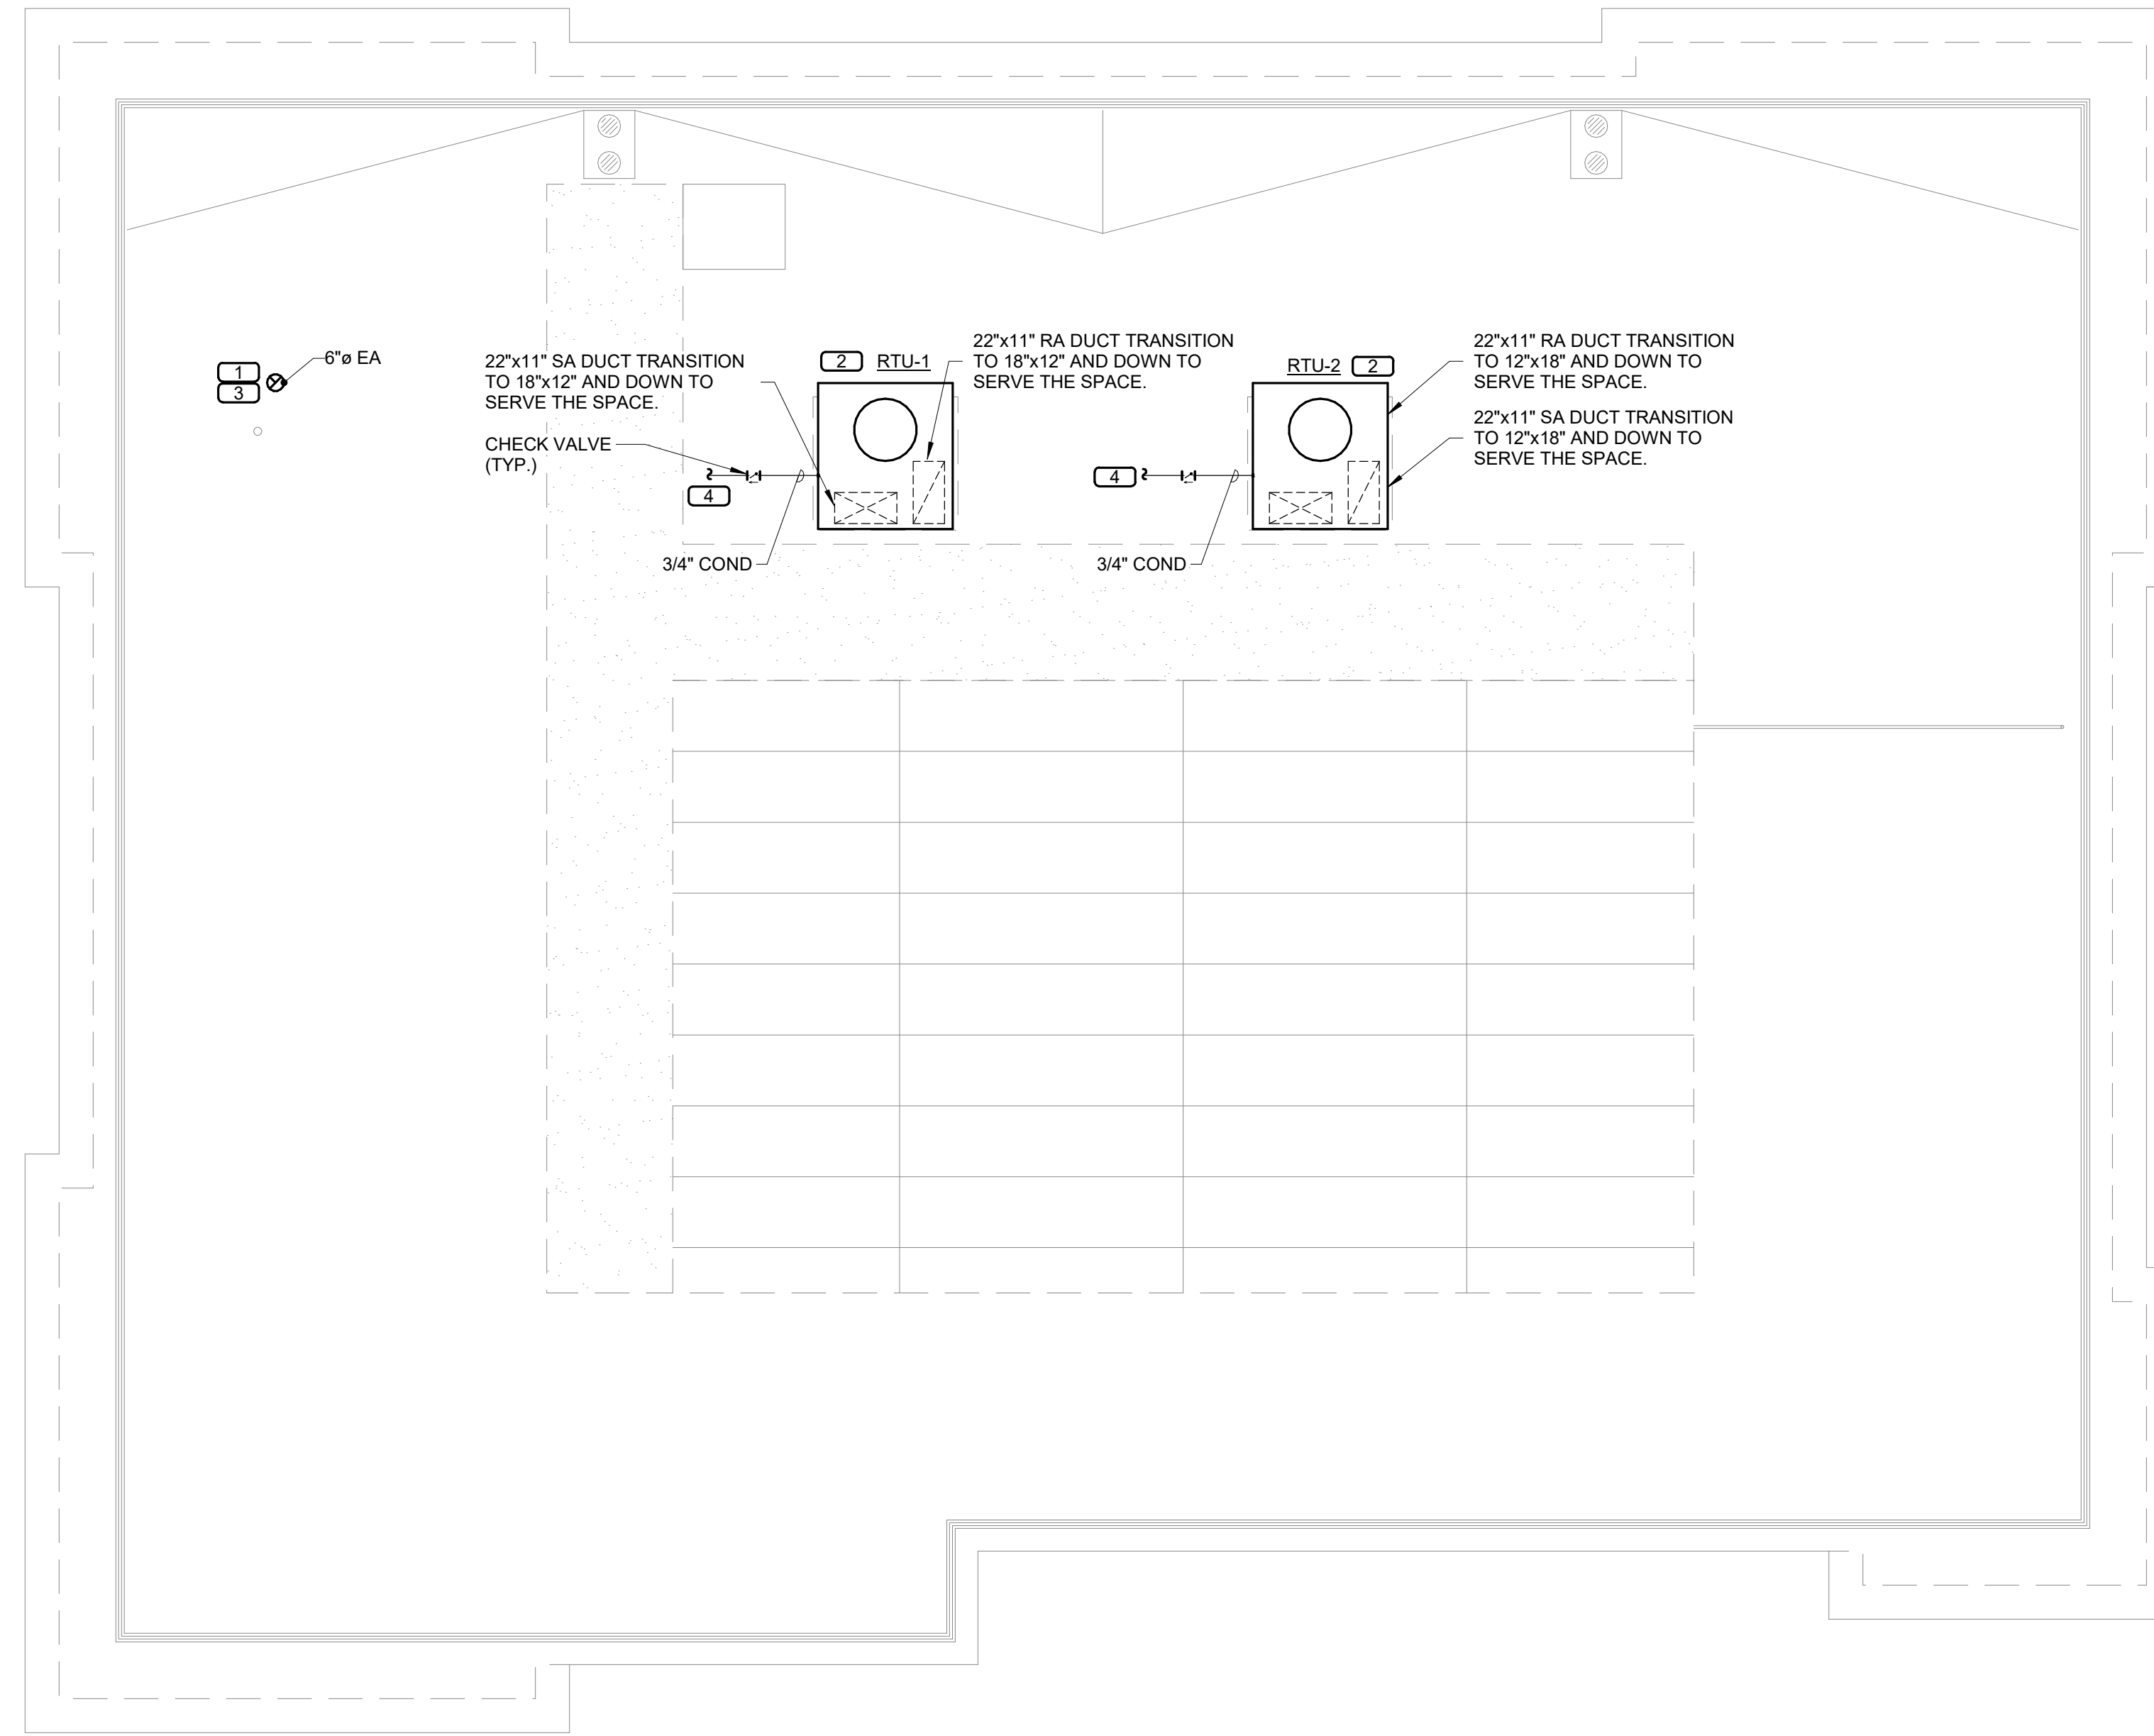 1
3
6"ø EA
22"x11" SA DUCT TRANSITION
TO 18"x12" AND DOWN TO
SERVE THE SPACE.
CHECK VALVE
(TYP.)
4
3/4" COND
2
RTU-1
22"x11" RA DUCT TRANSITION
TO 18"x12" AND DOWN TO
SERVE THE SPACE.
4
3/4" COND
RTU-2
2
22"x11" RA DUCT TRANSITION
TO 12"x18" AND DOWN TO
SERVE THE SPACE.
22"x11" SA DUCT TRANSITION
TO 12"x18" AND DOWN TO
SERVE THE SPACE.